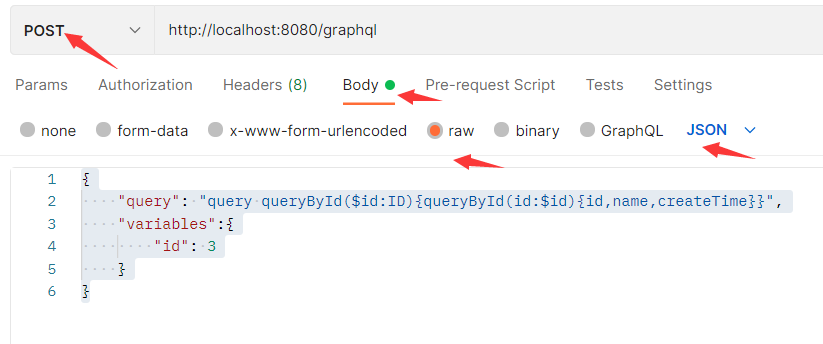 POST http://localhost:8080/graphql
Params Authorization Headers (8) Body Pre-request Script Tests Settings
none form-data x-www-form-urlencoded raw binary GraphQL JSON
1 {
2 "query": "query queryById($id:ID){queryById(id:$id){id,name,createTime}}",
3 "variables":{
4 "id": 3
5 }
6 }